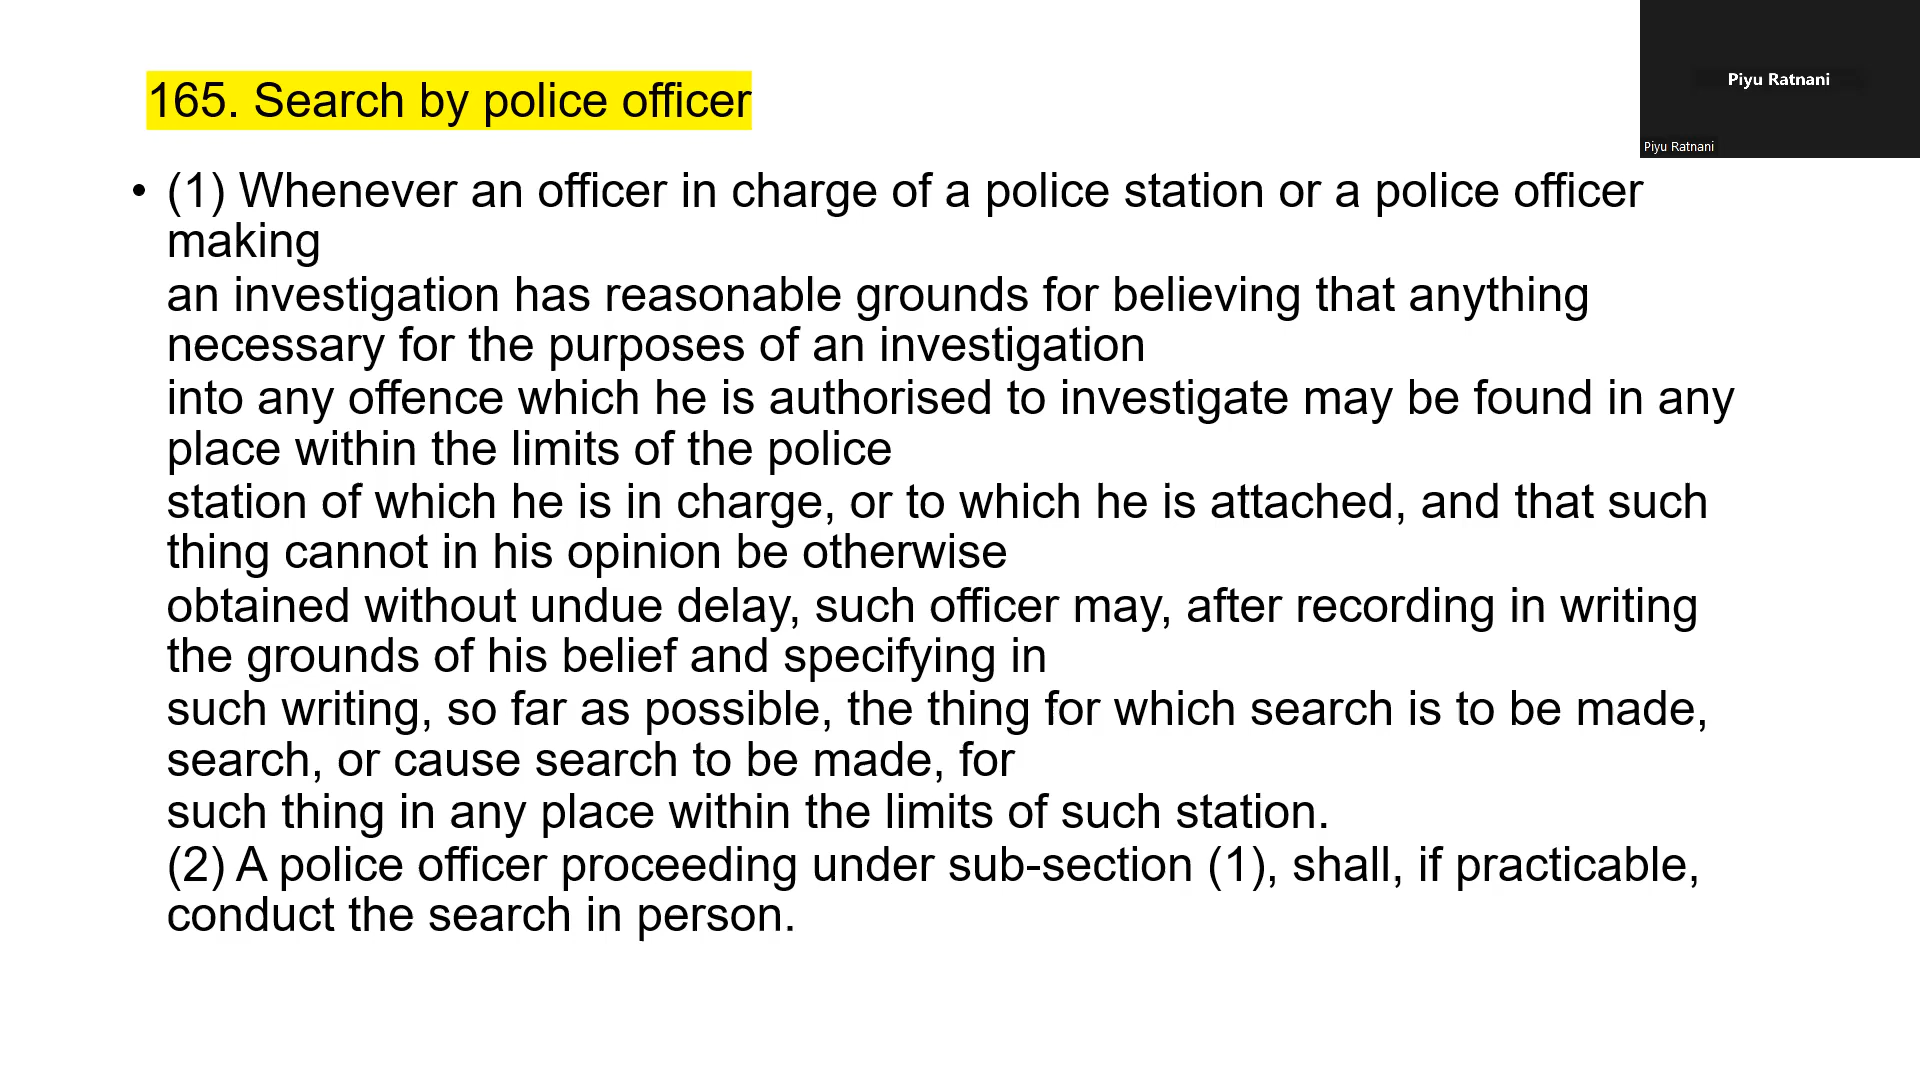 165. Search by police officer
Piyu Ratnani
Piyu Ratnani
• (1) Whenever an officer in charge of a police station or a police officer
making
an investigation has reasonable grounds for believing that anything
necessary for the purposes of an investigation
into any offence which he is authorised to investigate may be found in any
place within the limits of the police
station of which he is in charge, or to which he is attached, and that such
thing cannot in his opinion be otherwise
obtained without undue delay, such officer may, after recording in writing
the grounds of his belief and specifying in
such writing, so far as possible, the thing for which search is to be made,
search, or cause search to be made, for
such thing in any place within the limits of such station.
(2) A police officer proceeding under sub-section (1), shall, if practicable,
conduct the search in person.